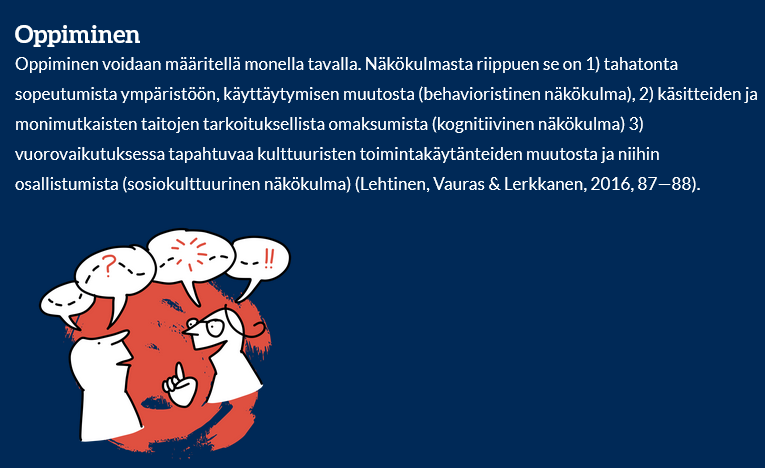 Oppiminen
Oppiminen voidaan määritellä monella tavalla. Näkökulmasta riippuen se on 1) tahatonta
sopeutumista ympäristöön, käyttäytymisen muutosta (behavioristinen näkökulma), 2) käsitteiden ja
monimutkaisten taitojen tarkoituksellista omaksumista (kognitiivinen näkökulma) 3)
vuorovaikutuksessa tapahtuvaa kulttuuristen toimintakäytänteiden muutosta ja niihin
osallistumista (sosiokulttuurinen näkökulma) (Lehtinen, Vauras & Lerkkanen, 2016, 87—88).
? !!